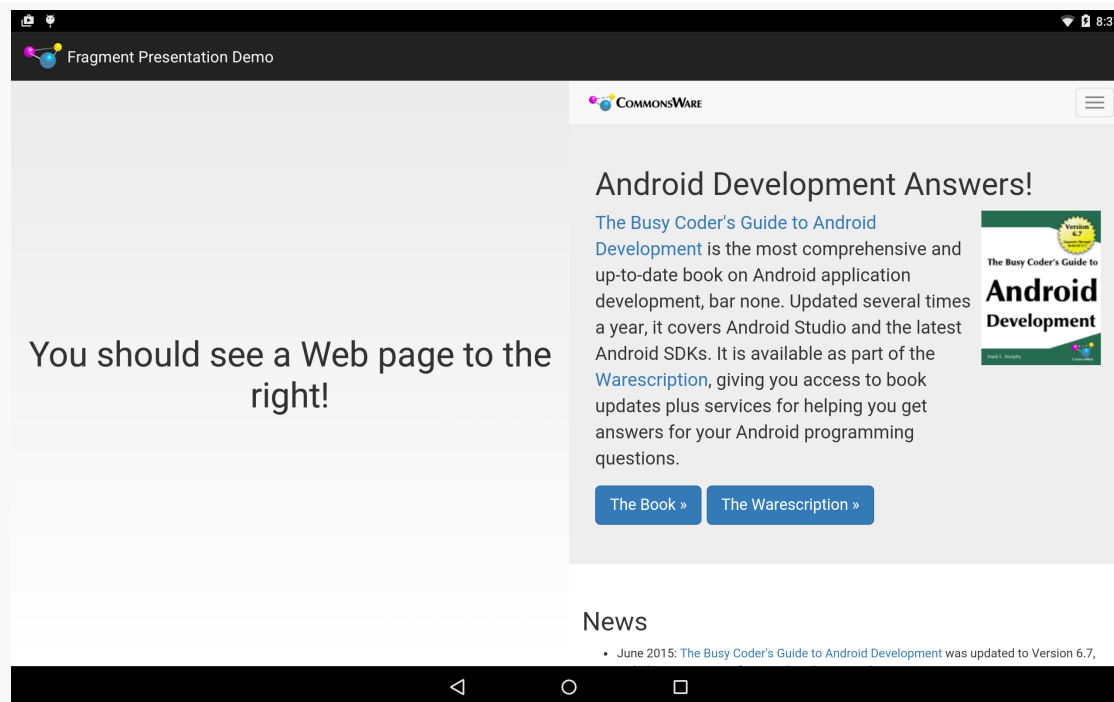 8:3
Fragment Presentation Demo
You should see a Web page to the
right!
COMMONSWARE
Android Development Answers!
The Busy Coder's Guide to Android
Development is the most comprehensive and
up-to-date book on Android application
development, bar none. Updated several times
a year, it covers Android Studio and the latest
Android SDKs. It is available as part of the
Warescription, giving you access to book
updates plus services for helping you get
answers for your Android programming
questions.
Version
6.7
The Busy Coder's Guide to
Android
Development
Mark L. Murphy
CommonsWare
The Book »
The Warescription »
News
• June 2015: The Busy Coder's Guide to Android Development was updated to Version 6.7,